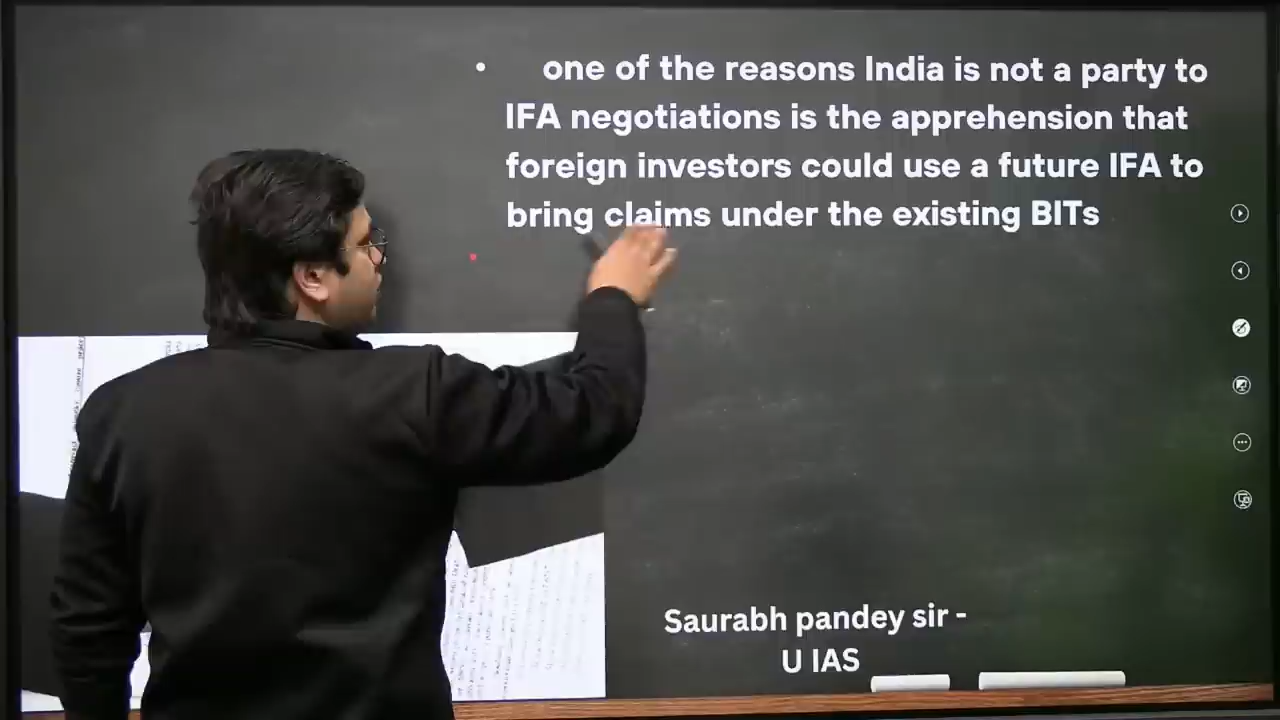 • one of the reasons India is not a party to
IFA negotiations is the apprehension that
foreign investors could use a future IFA to
bring claims under the existing BITs
Saurabh pandey sir -
U IAS